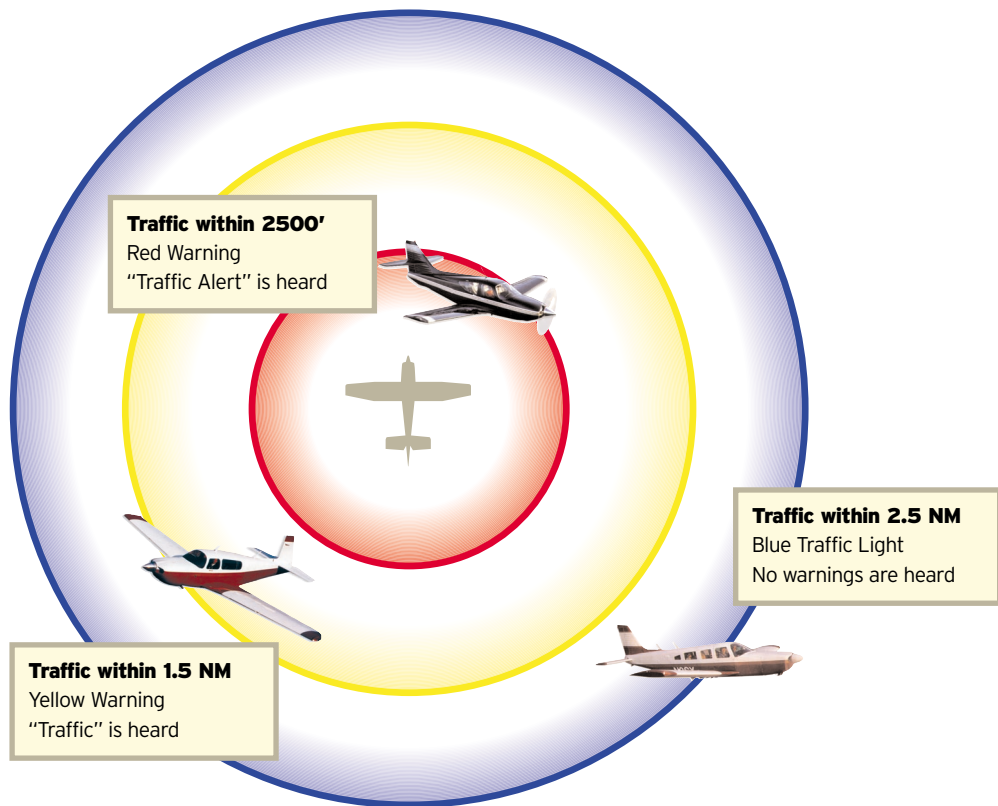 Traffic within 2500'
Red Warning
“Traffic Alert” is heard
Traffic within 2.5 NM
Blue Traffic Light
No warnings are heard
Traffic within 1.5 NM
Yellow Warning
“Traffic” is heard